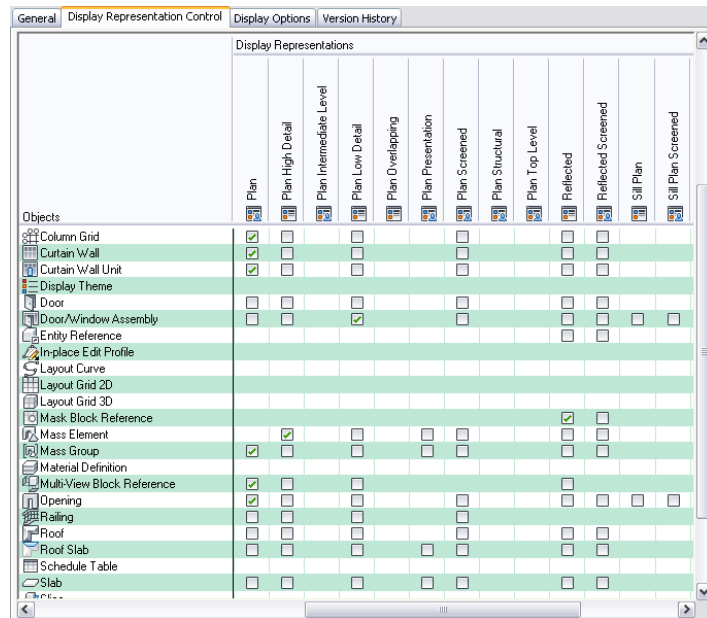 General Display Representation Control Display Options Version History
Display Representations
Objects
Plan
Plan High Detail
Plan Intermediate Level
Plan Low Detail
Plan Overlapping
Plan Presentation
Plan Screened
Plan Structural
Plan Top Level
Reflected
Reflected Screened
Sill Plan
Sill Plan Screened
Column Grid
Curtain Wall
Curtain Wall Unit
Display Theme
Door
Door/Window Assembly
Entity Reference
In-place Edit Profile
Layout Curve
Layout Grid 2D
Layout Grid 3D
Mask Block Reference
Mass Element
Mass Group
Material Definition
Multi-View Block Reference
Opening
Railing
Roof
Roof Slab
Schedule Table
Slab